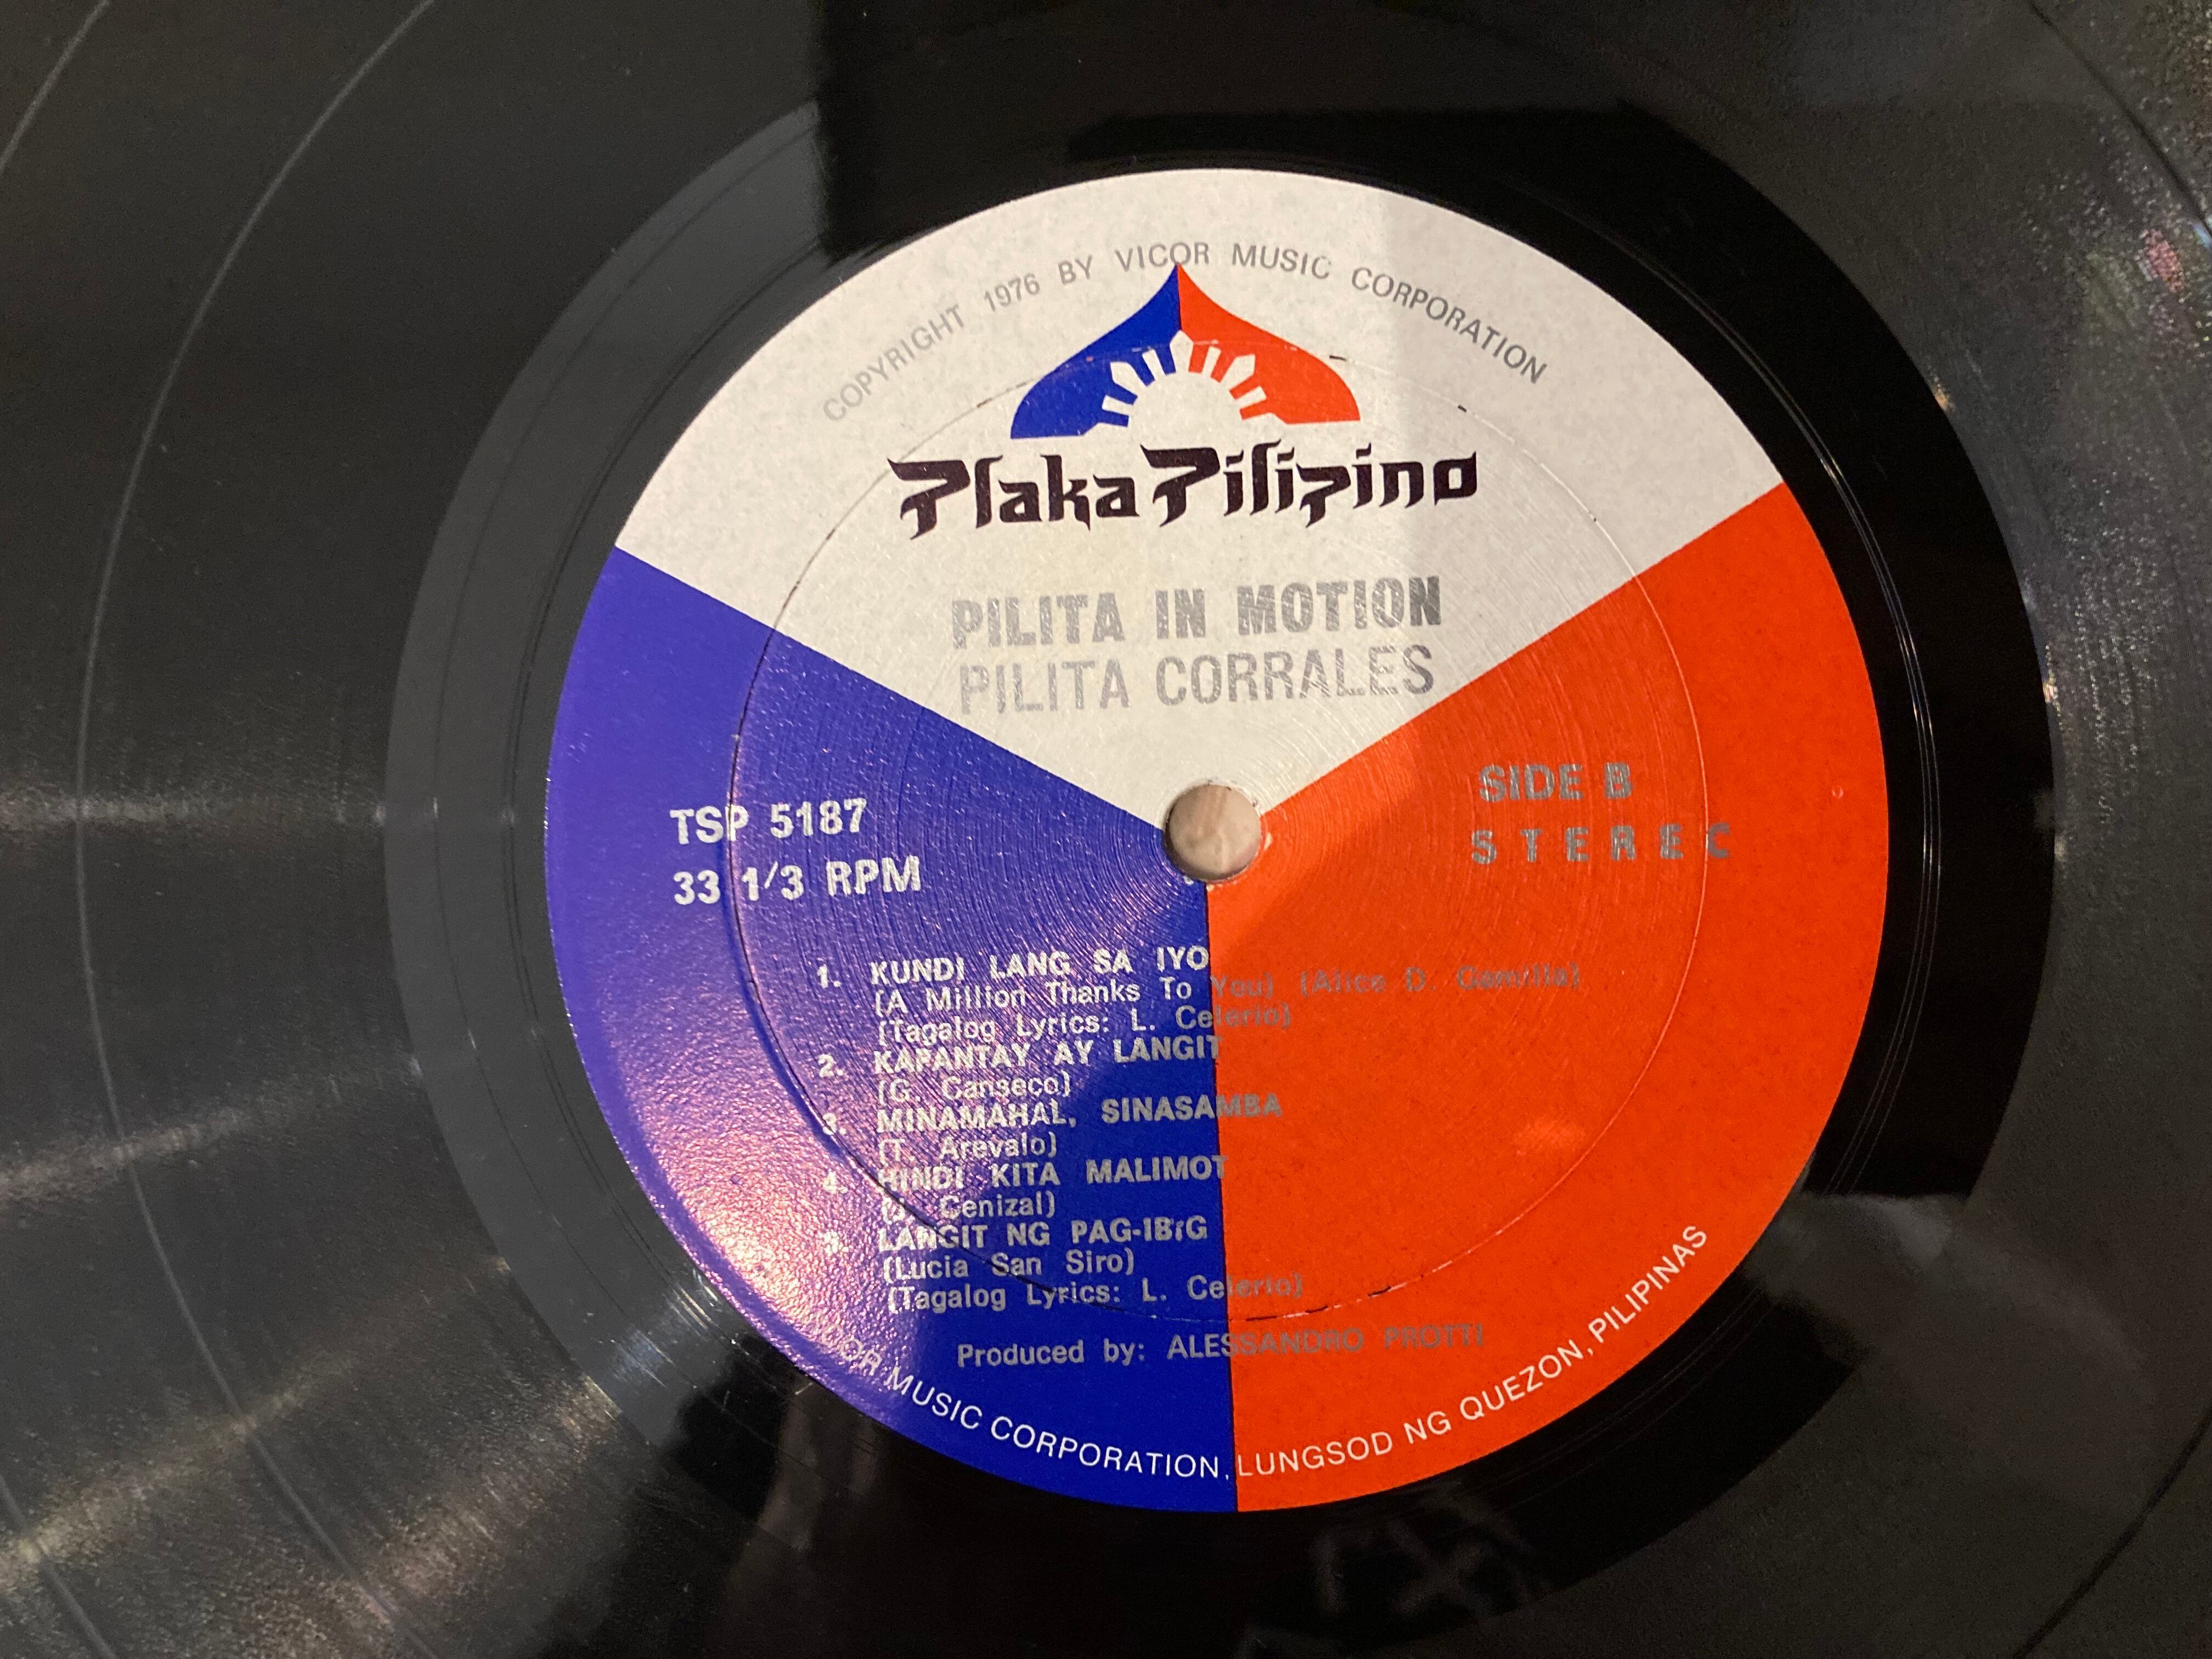 COPYRIGHT 1976 BY VICOR MUSIC CORPORATION
Plaka Pilipino
PILITA IN MOTION
PILITA CORRALES
TSP 5187
33 1/3 RPM
SIDE B
STEREO
1. KUNDI LANG SA IYO
(A Million Thanks To You) (Alice D. Gamilla)
(Tagalog Lyrics: L. Celerio)
2. KAPANTAY AY LANGIT
(G. Canseco)
3. MINAMAHAL, SINASAMBA
(T. Arevalo)
4. HINDI KITA MALIMOT
Cenizal)
LANGIT NG PAG-IBIG
(Lucia San Siro)
(Tagalog Lyrics: L. Celerio)
Produced by: ALESSANDRO PROTTI
VICOR MUSIC CORPORATION, LUNGSOD NG QUEZON, PILIPINAS